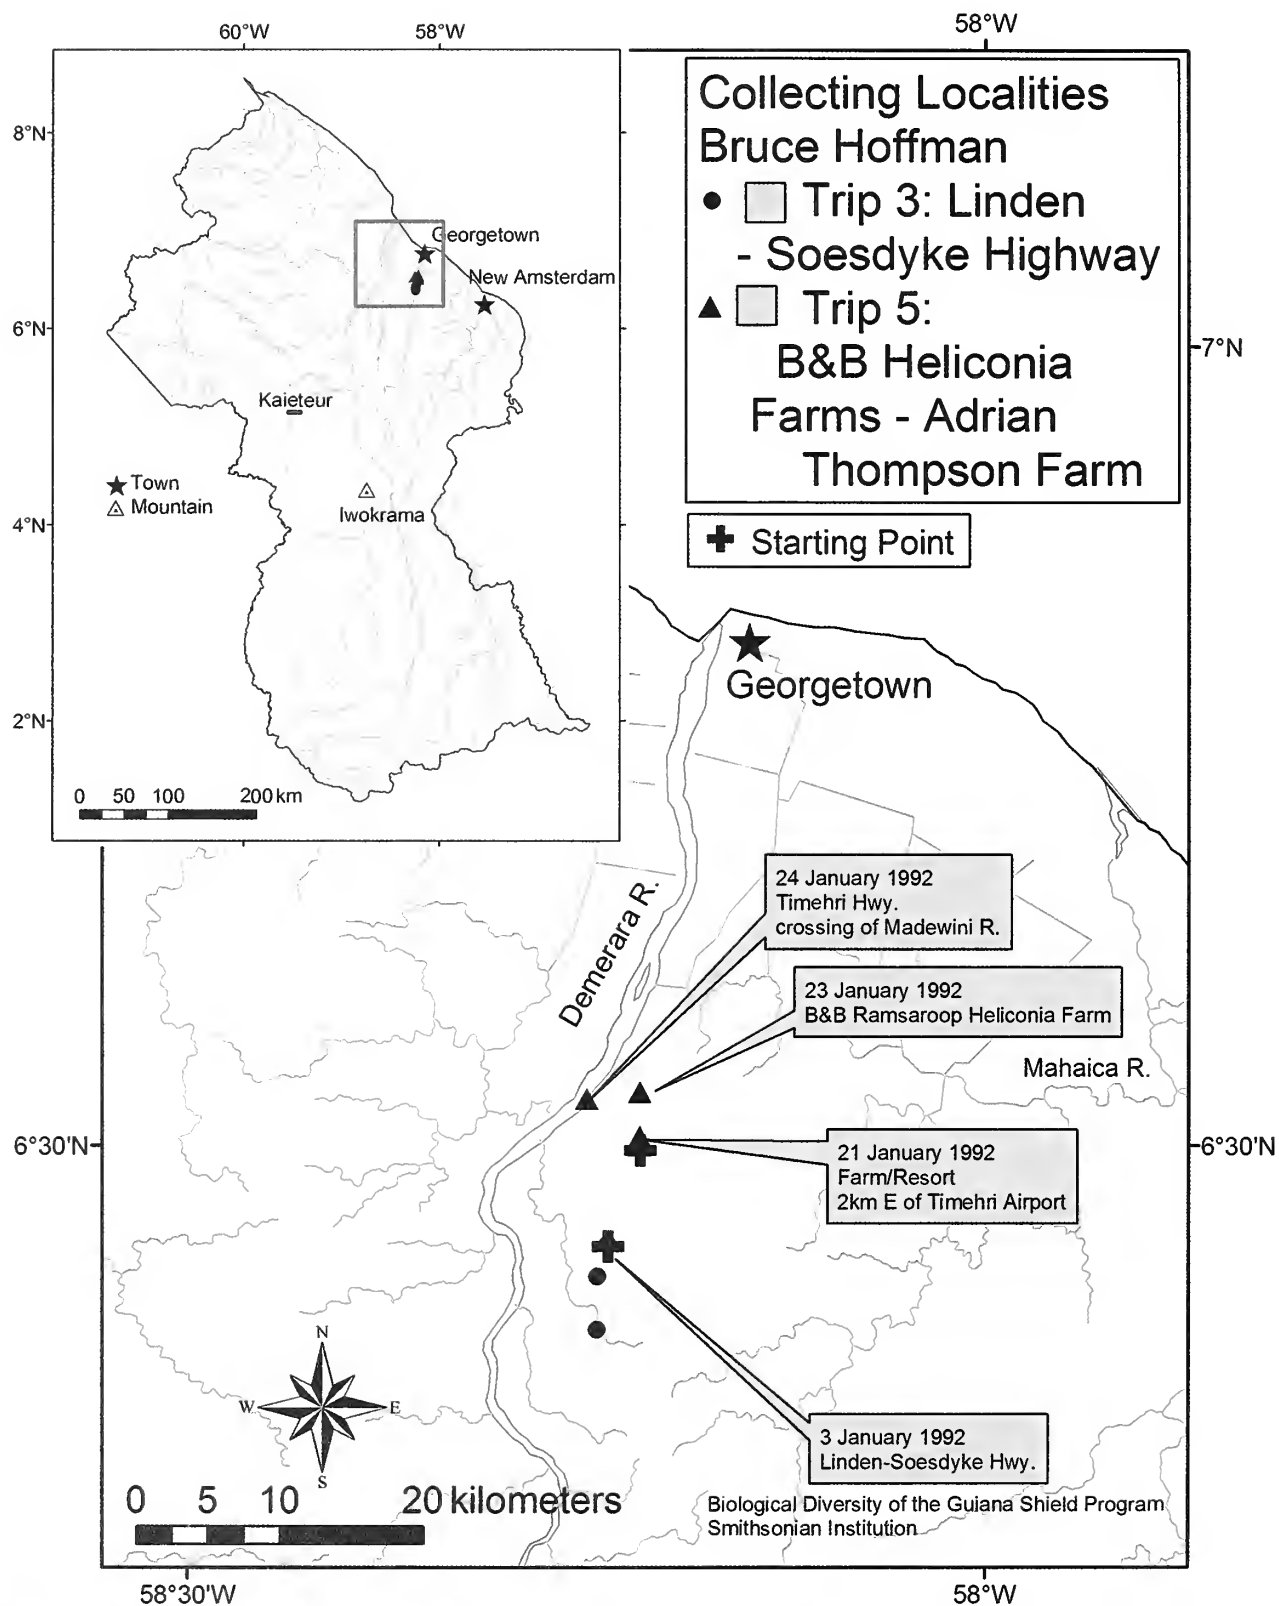 60°W
58°W
58°W
8°N
6°N
4°N
2°N
Georgetown
New Amsterdam
Kaieteur
Iwokrama
Town
Mountain
0 50 100 200 km
Collecting Localities
Bruce Hoffman
Trip 3: Linden
- Soesdyke Highway
Trip 5:
B&B Heliconia
Farms - Adrian
Thompson Farm
Starting Point
7°N
Georgetown
Demerara R.
24 January 1992
Timehri Hwy.
crossing of Madewini R.
23 January 1992
B&B Ramsaroop Heliconia Farm
Mahaica R.
6°30'N
6°30'N
21 January 1992
Farm/Resort
2km E of Timehri Airport
N
W
E
S
3 January 1992
Linden-Soesdyke Hwy.
0 5 10 20 kilometers
Biological Diversity of the Guiana Shield Program
Smithsonian Institution
58°30'W
58°W